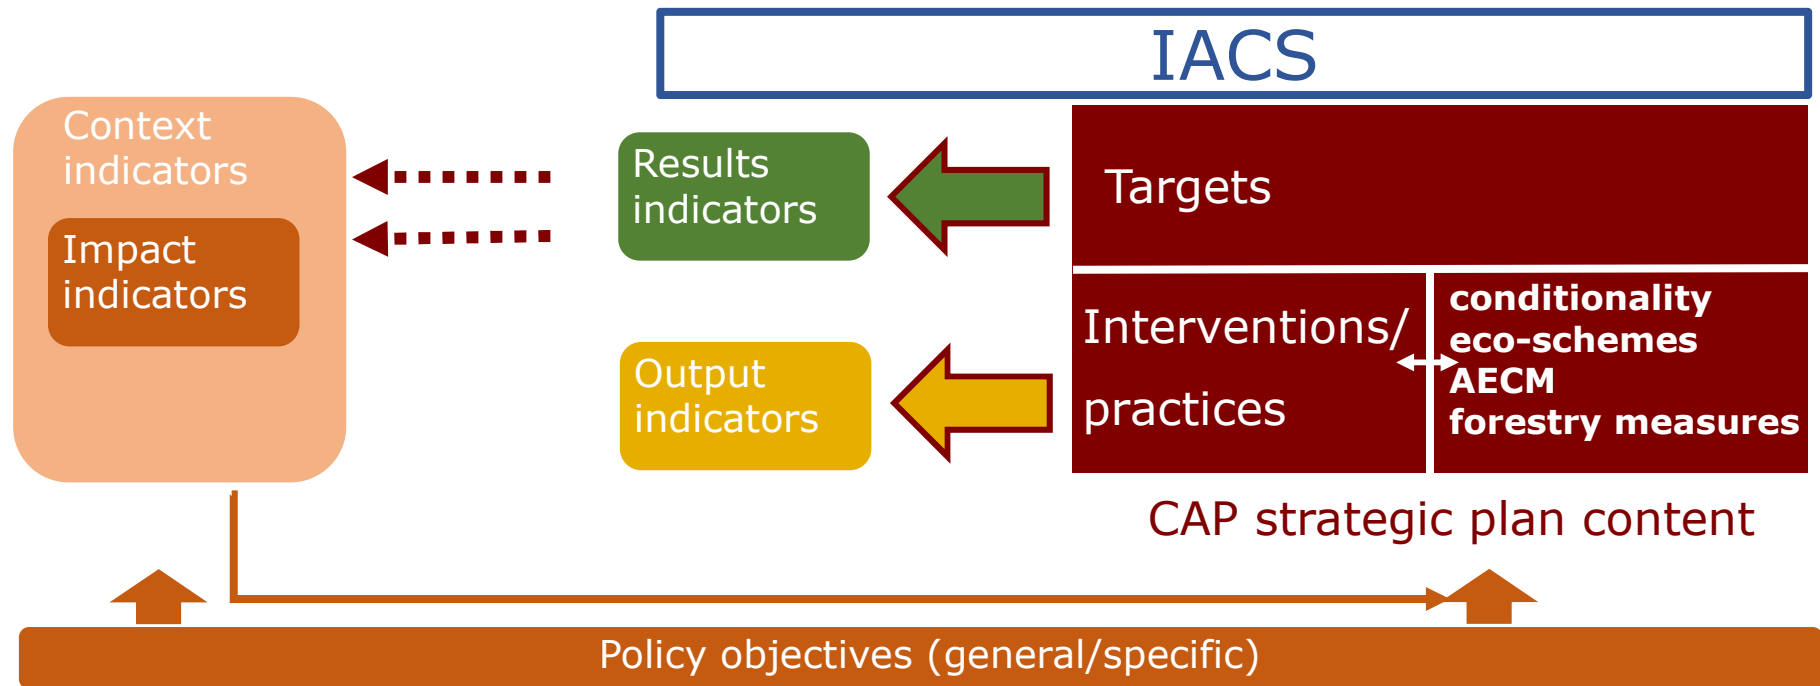 IACS
Context
indicators
Impact
indicators
Results
indicators
Output
indicators
Targets
Interventions/
practices
conditionality
eco-schemes
AECM
forestry measures
CAP strategic plan content
Policy objectives (general/specific)